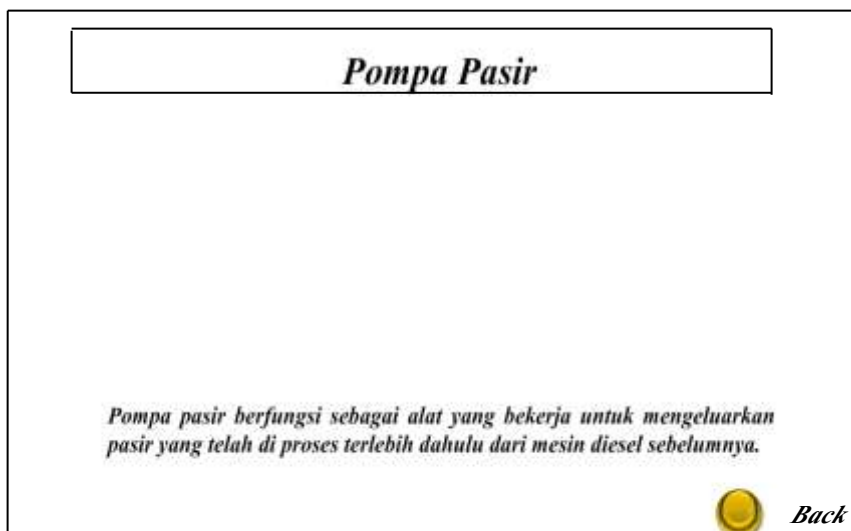 Pompa Pasir
Pompa pasir berfungsi sebagai alat yang bekerja untuk mengeluarkan
pasir yang telah di proses terlebih dahulu dari mesin diesel sebelumnya.
Back